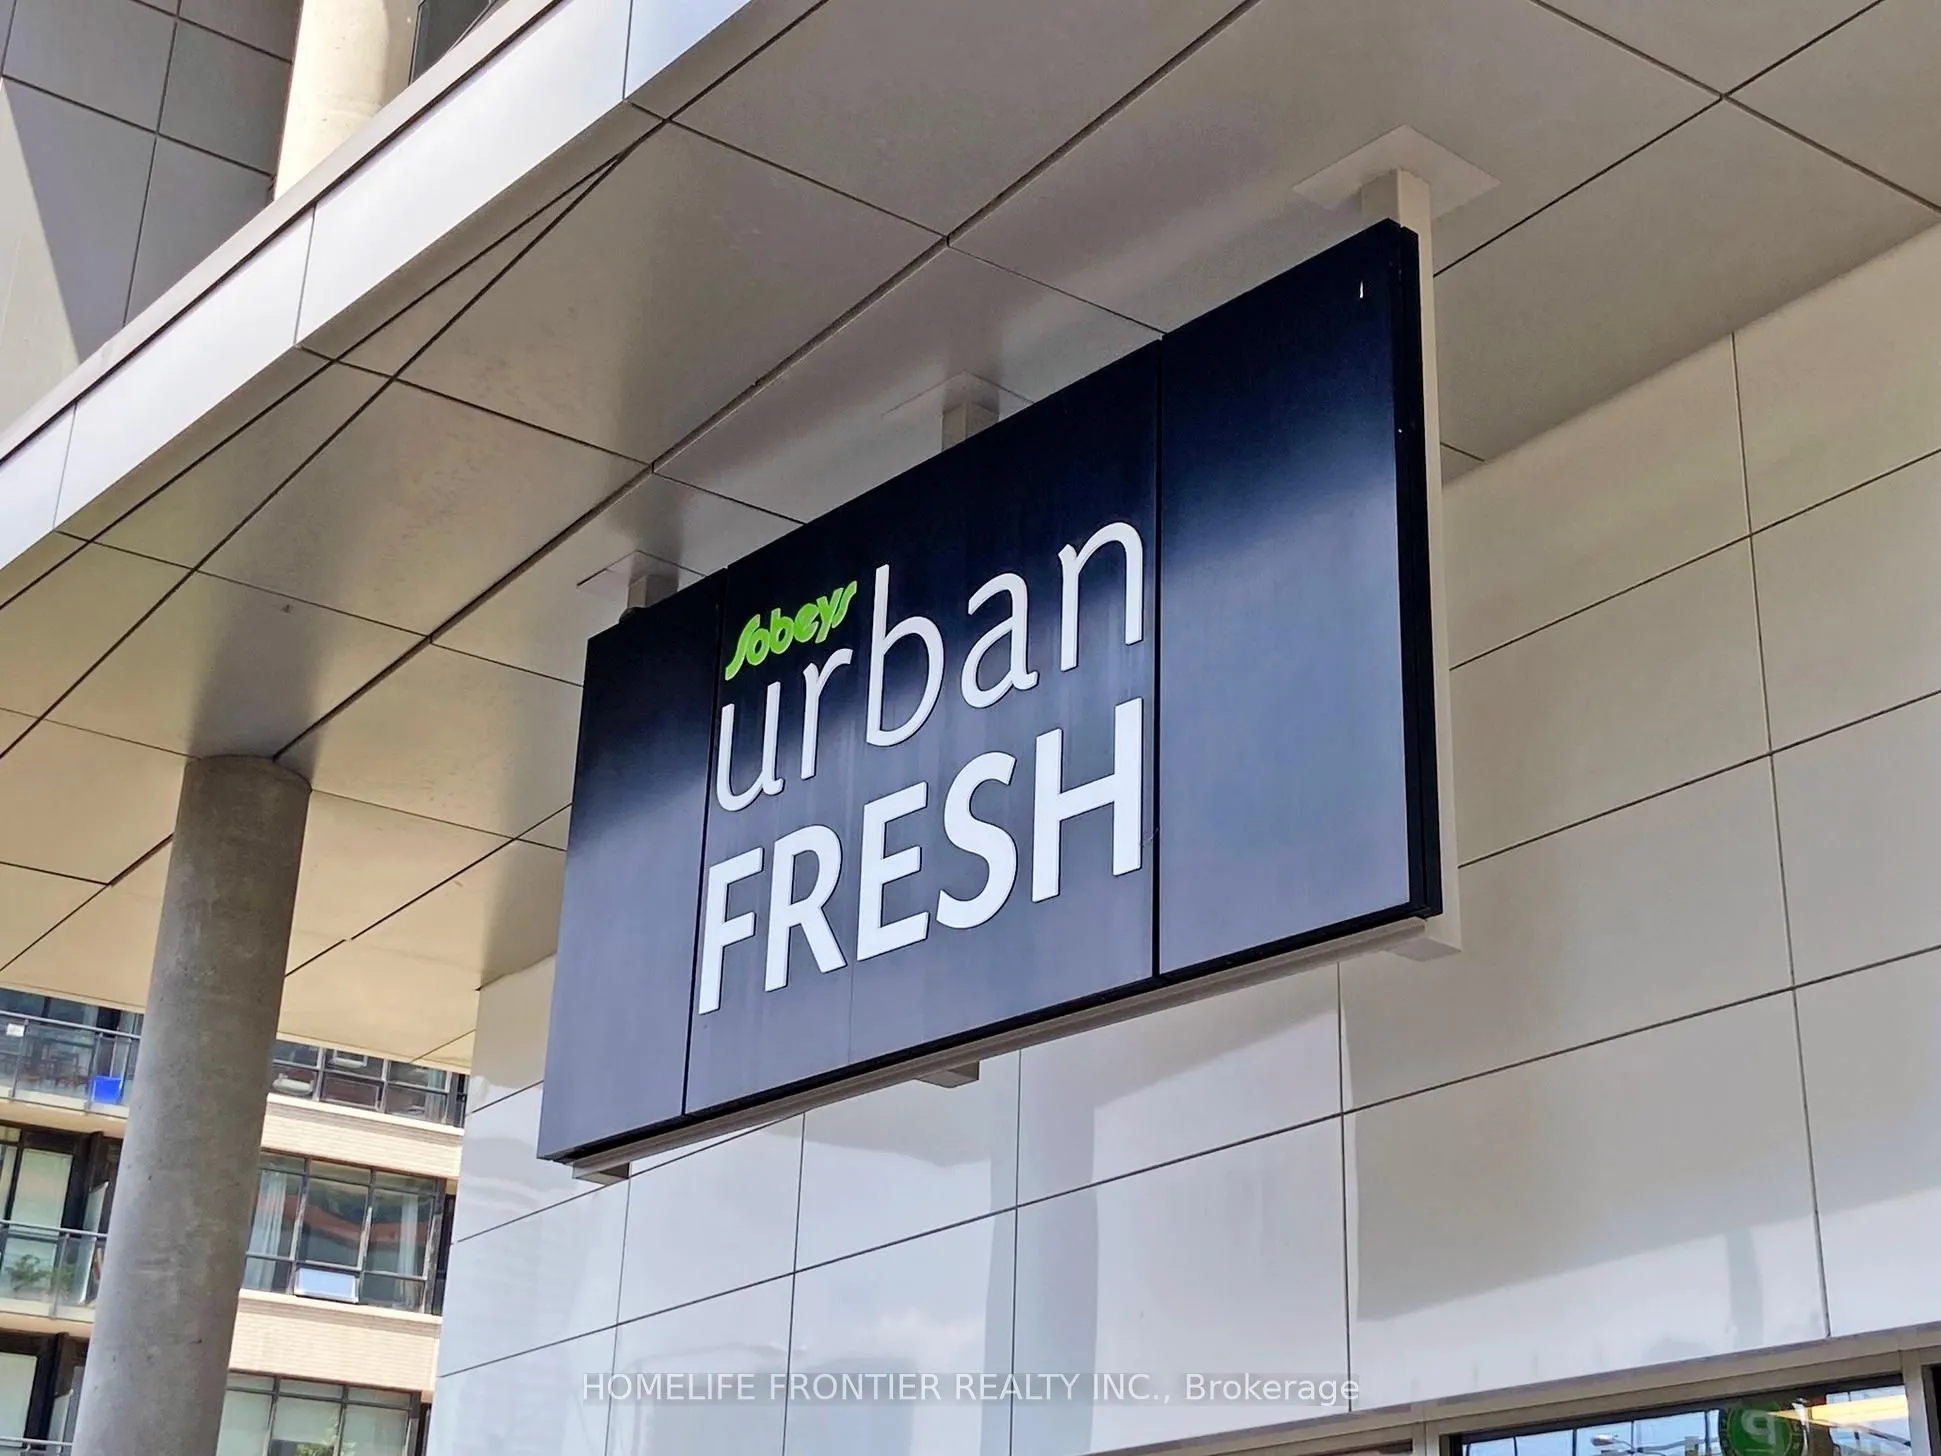 Sobeys
urban
FRESH
HOMELIFE FRONTIER REALTY INC., Brokerage